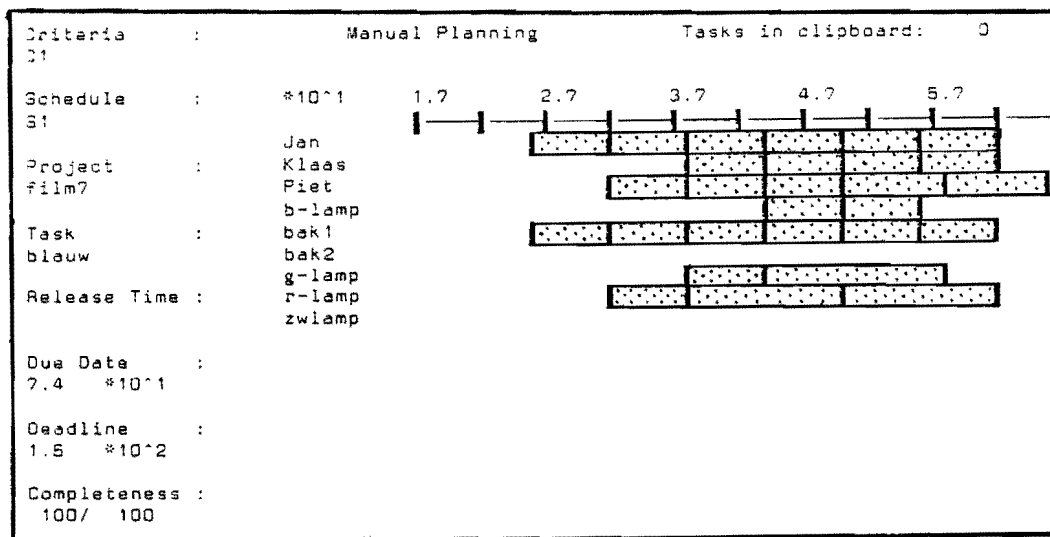 Criteria : Manual Planning Tasks in clipboard: 0
C1
Schedule : *10^1 1.7 2.7 3.7 4.7 5.7
S1
Jan
Project : Klaas
film7 Piet
b-lamp
Task : bak1
blauw bak2
g-lamp
Release Time : r-lamp
zwlamp
Due Date :
7.4 *10^1
Deadline :
1.5 *10^2
Completeness :
100/ 100